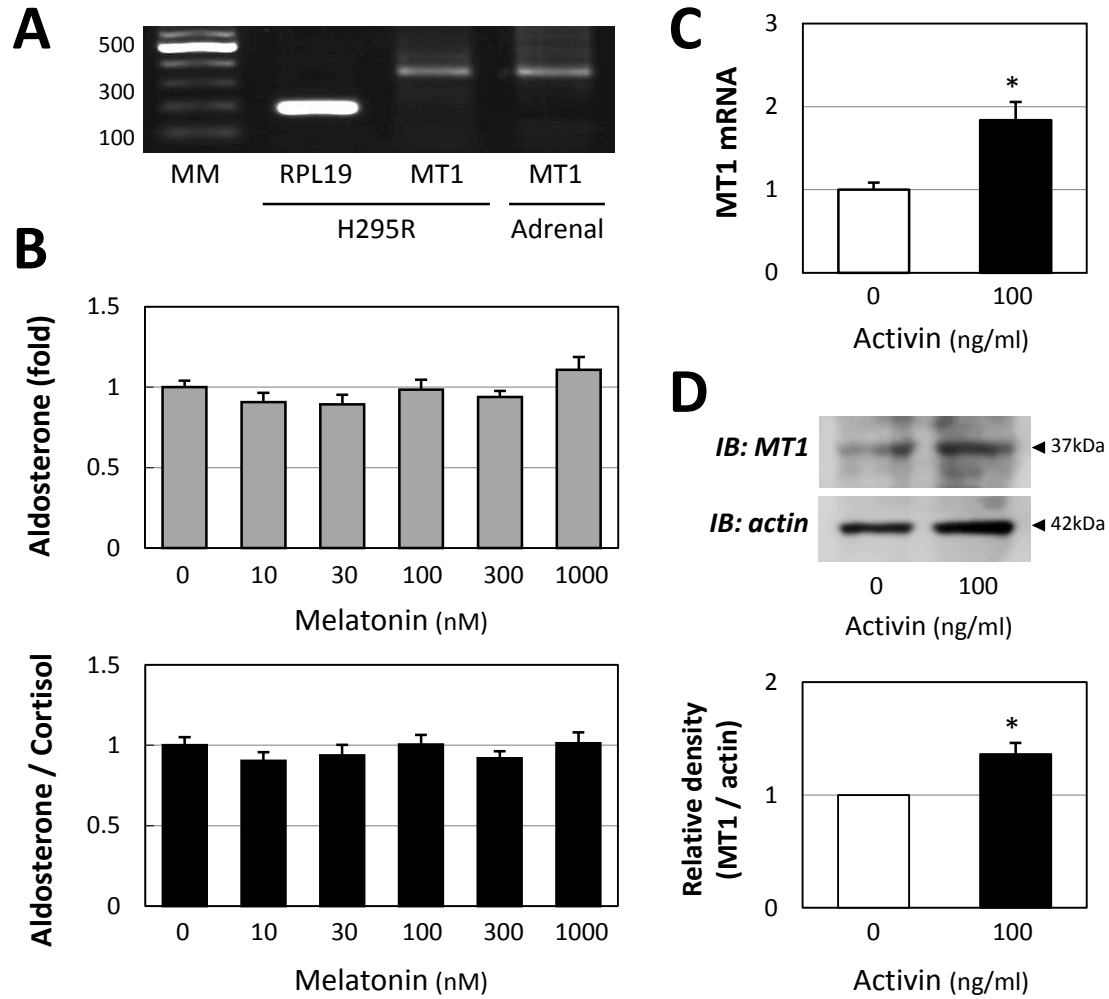 A
500
300
100
MM RPL19 MT1 MT1
H295R Adrenal
B
Aldosterone (fold)
1.5
1
0.5
0
0 10 30 100 300 1000
Melatonin (nM)
Aldosterone / Cortisol
1.5
1
0.5
0
0 10 30 100 300 1000
Melatonin (nM)
C
MT1 mRNA
3
2
1
0
*
0 100
Activin (ng/ml)
D
IB: MT1 ◄ 37kDa
IB: actin ◄ 42kDa
0 100
Activin (ng/ml)
Relative density
(MT1 / actin)
2
1
0
*
0 100
Activin (ng/ml)